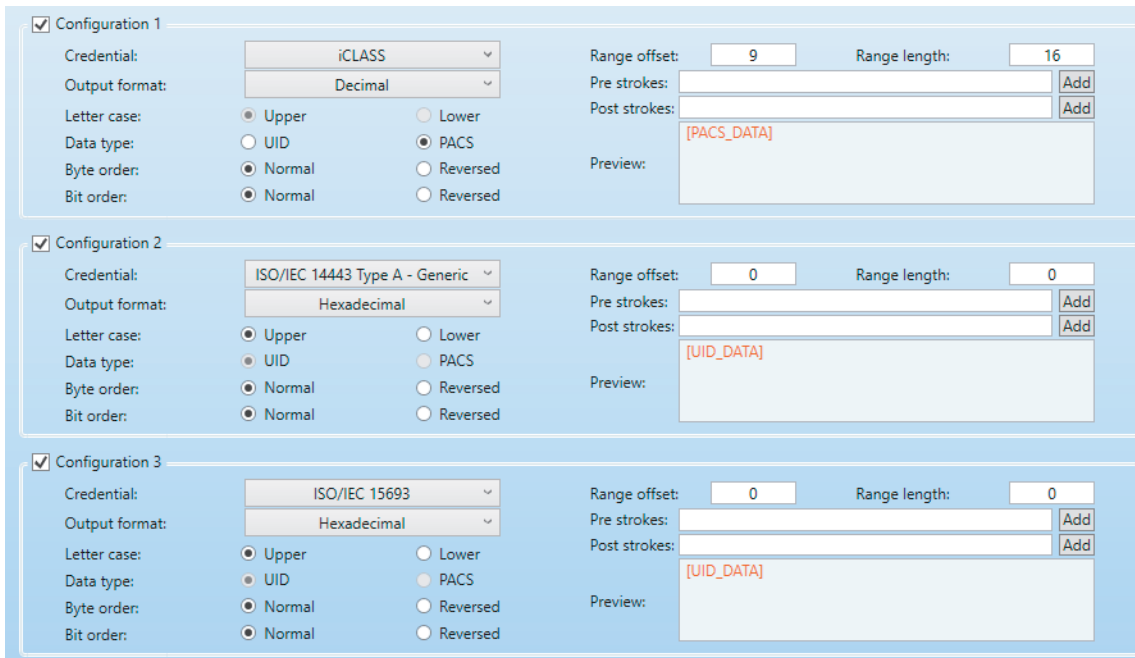 Configuration 1
Credential: iCLASS Range offset: 9 Range length: 16
Output format: Decimal Pre strokes: Add
Letter case: Upper Lower Post strokes: Add
Data type: UID PACS [PACS_DATA]
Byte order: Normal Reversed Preview:
Bit order: Normal Reversed
Configuration 2
Credential: ISO/IEC 14443 Type A - Generic Range offset: 0 Range length: 0
Output format: Hexadecimal Pre strokes: Add
Letter case: Upper Lower Post strokes: Add
Data type: UID PACS [UID_DATA]
Byte order: Normal Reversed Preview:
Bit order: Normal Reversed
Configuration 3
Credential: ISO/IEC 15693 Range offset: 0 Range length: 0
Output format: Hexadecimal Pre strokes: Add
Letter case: Upper Lower Post strokes: Add
Data type: UID PACS [UID_DATA]
Byte order: Normal Reversed Preview:
Bit order: Normal Reversed